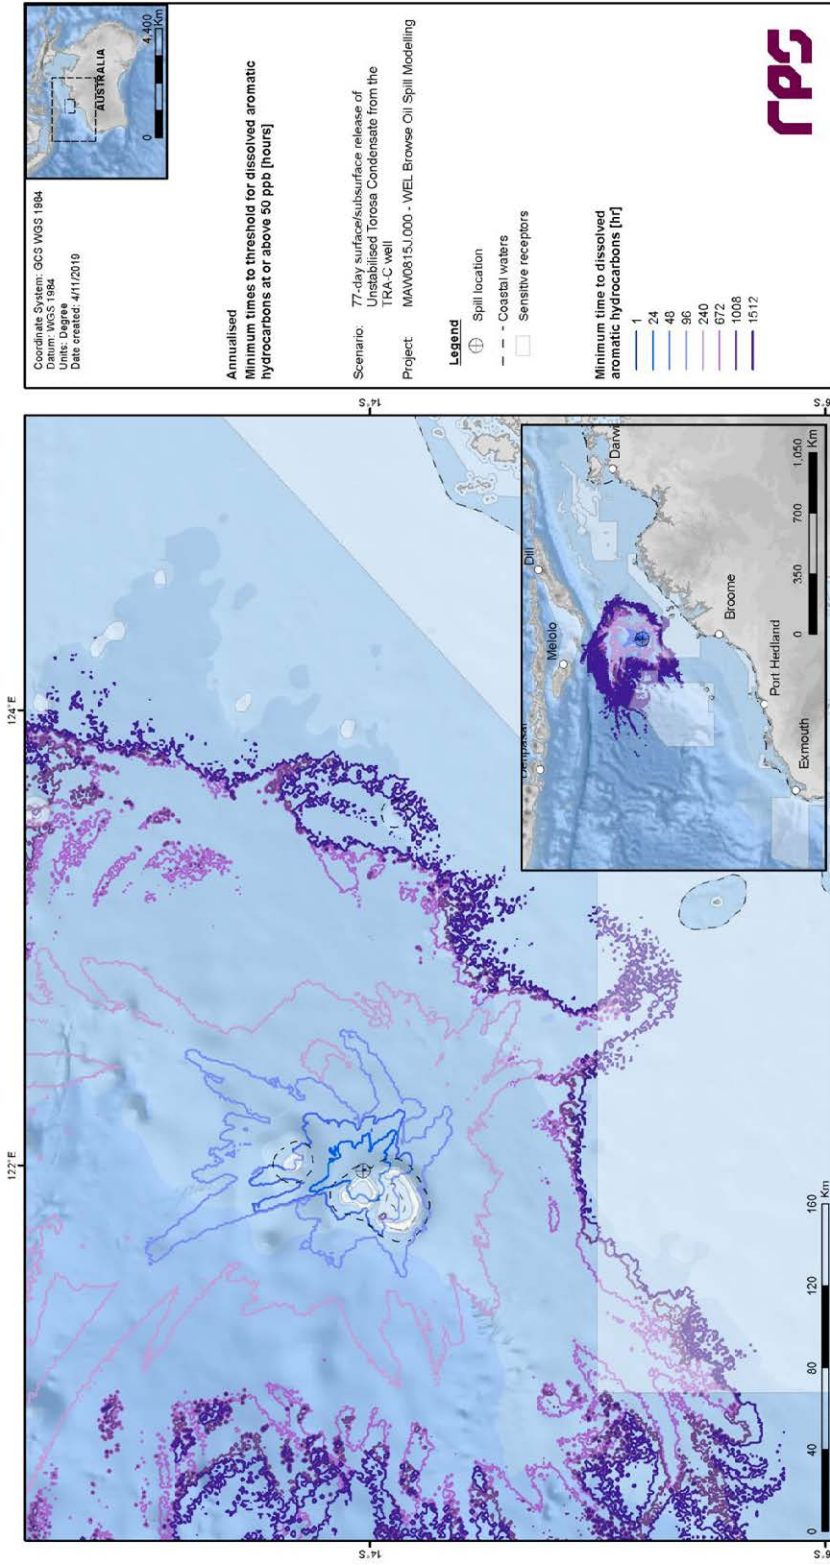 124°E
122°E
14°S
14°S
0
40
80
120
160
Km
Dili
Melolo
Broome
Port Hedland
Exmouth
0
350
700
1,050
Km
Coordinate System: GCS WGS 1984
Datum: WGS 1984
Units: Degree
Date created: 4/11/2019
AUSTRALIA
0
4,400
Km
Annualised
Minimum times to threshold for dissolved aromatic
hydrocarbons at or above 50 ppb [hours]
Scenario: 77-day surface/subsurface release of
Unstabilised Torosa Condensate from the
TRA-C well
Project: MAW0815J.000 - WEL Browse Oil Spill Modelling
Legend
Spill location
Coastal waters
Sensitive receptors
Minimum time to dissolved
aromatic hydrocarbons [hr]
1
24
48
96
240
672
1008
1512
rps